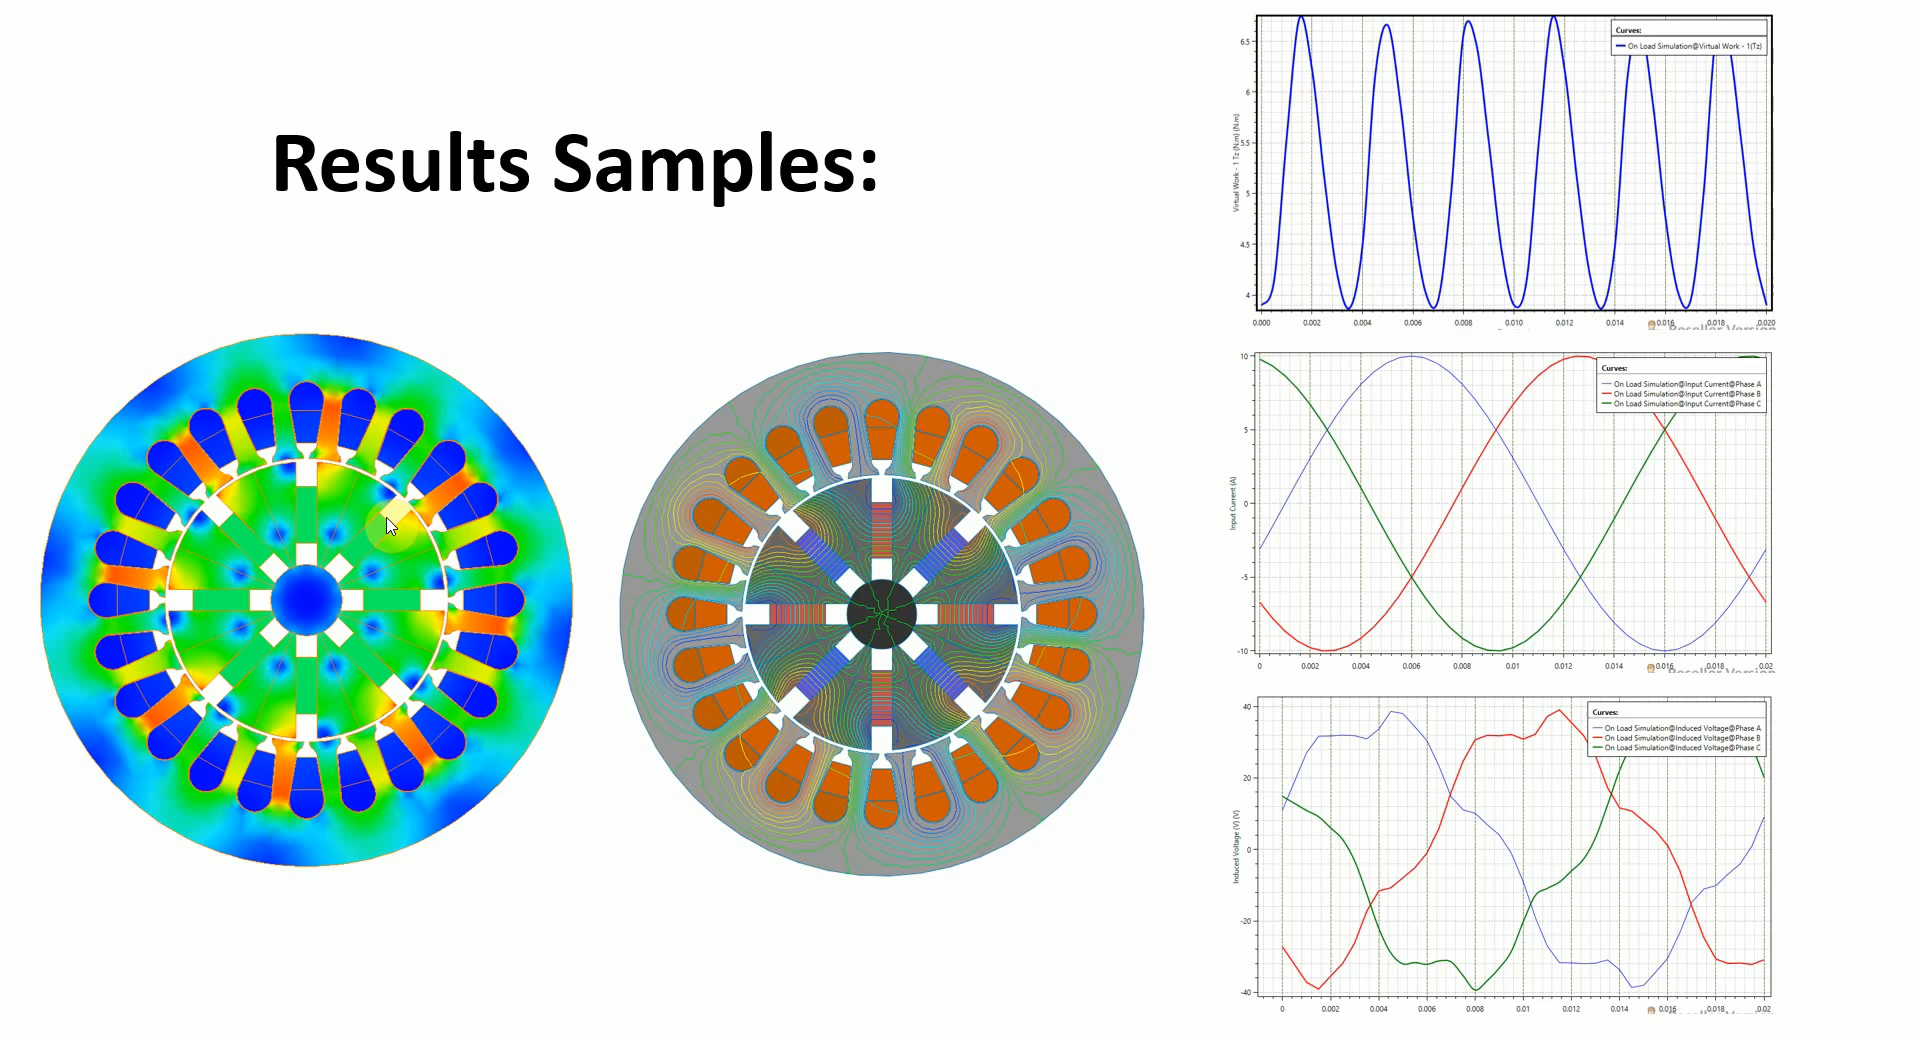 Results Samples:
Curves:
On Load Simulation@Virtual Work - 1(Tz)
Virtual Work - 1 Tz (N.m) (N.m)
6.5
6
5.5
5
4.5
4
0.000 0.002 0.004 0.006 0.008 0.010 0.012 0.014 0.016 0.018 0.020
Reseller Version
Curves:
On Load Simulation@Input Current@Phase A
On Load Simulation@Input Current@Phase B
On Load Simulation@Input Current@Phase C
Input Current (A)
10
5
0
-5
-10
0 0.002 0.004 0.006 0.008 0.01 0.012 0.014 0.016 0.018 0.02
Reseller Version
Curves:
On Load Simulation@Induced Voltage@Phase A
On Load Simulation@Induced Voltage@Phase B
On Load Simulation@Induced Voltage@Phase C
Induced Voltage (V) (V)
40
20
0
-20
-40
0 0.002 0.004 0.006 0.008 0.01 0.012 0.014 0.016 0.018 0.02